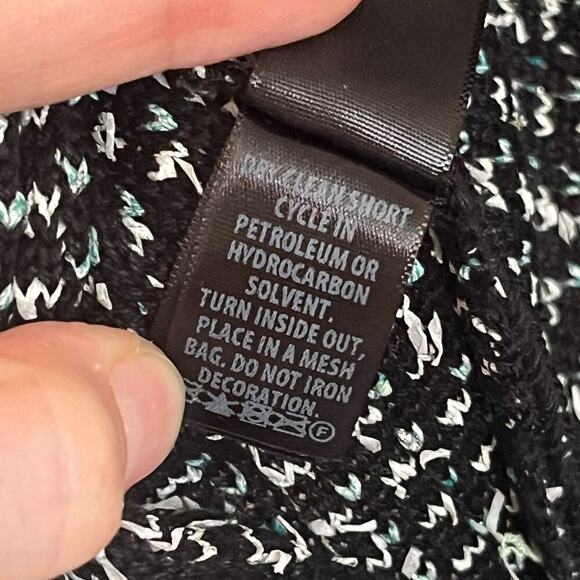 DRY CLEAN SHORT
CYCLE IN
PETROLEUM OR
HYDROCARBON
SOLVENT.
TURN INSIDE OUT,
PLACE IN A MESH
BAG. DO NOT IRON
DECORATION.
F